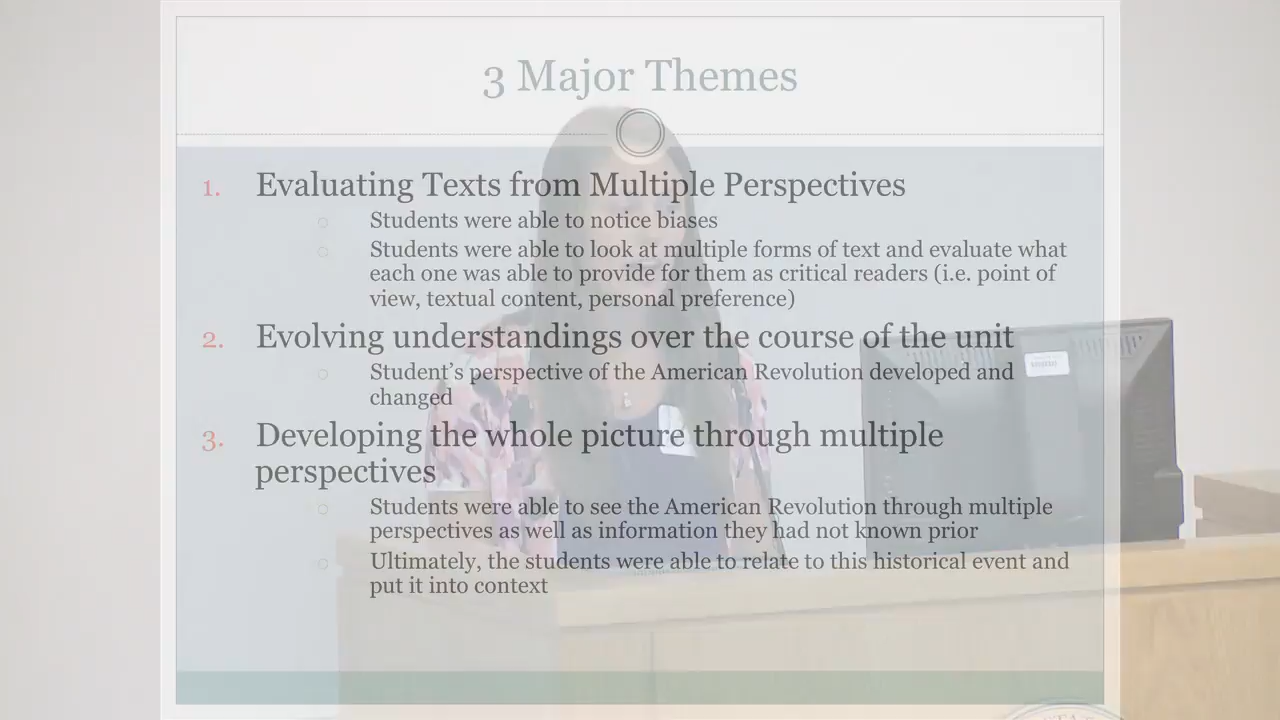 3 Major Themes
1. Evaluating Texts from Multiple Perspectives
Students were able to notice biases
Students were able to look at multiple forms of text and evaluate what
each one was able to provide for them as critical readers (i.e. point of
view, textual content, personal preference)
2. Evolving understandings over the course of the unit
Student’s perspective of the American Revolution developed and
changed
3. Developing the whole picture through multiple
perspectives
Students were able to see the American Revolution through multiple
perspectives as well as information they had not known prior
Ultimately, the students were able to relate to this historical event and
put it into context